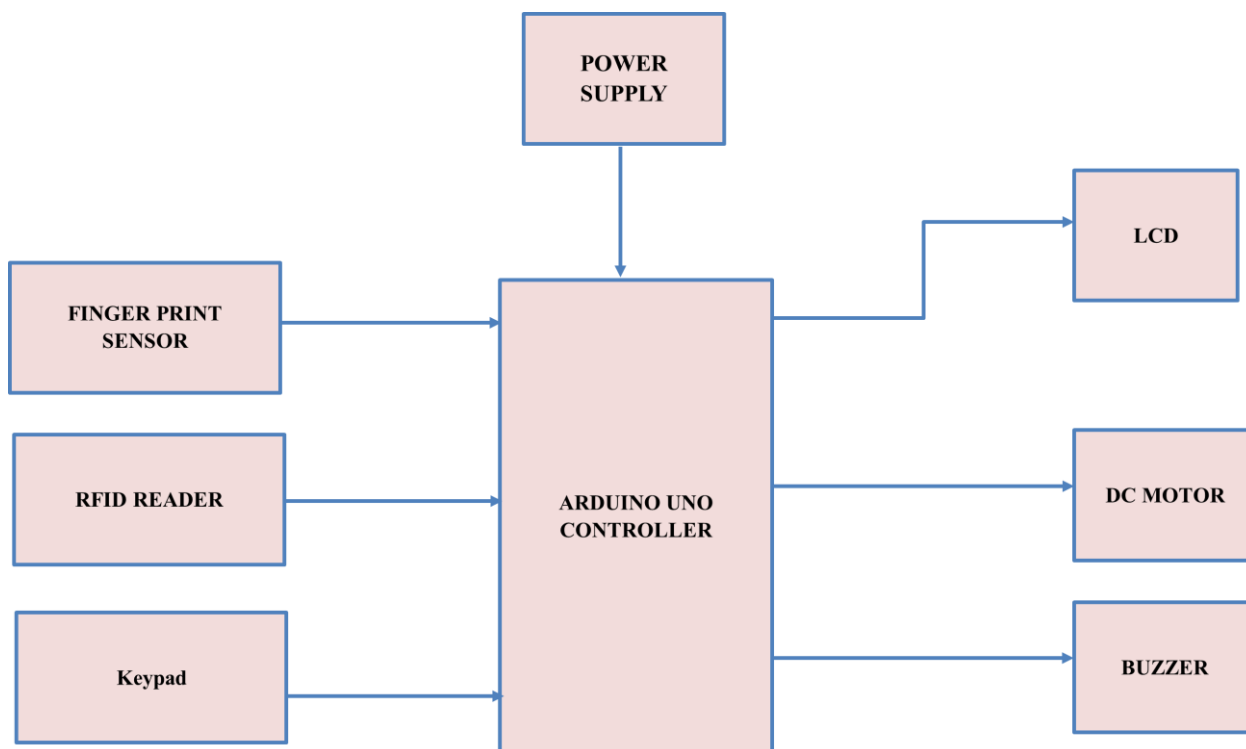 POWER
SUPPLY
LCD
FINGER PRINT
SENSOR
RFID READER
ARDUINO UNO
CONTROLLER
DC MOTOR
Keypad
BUZZER